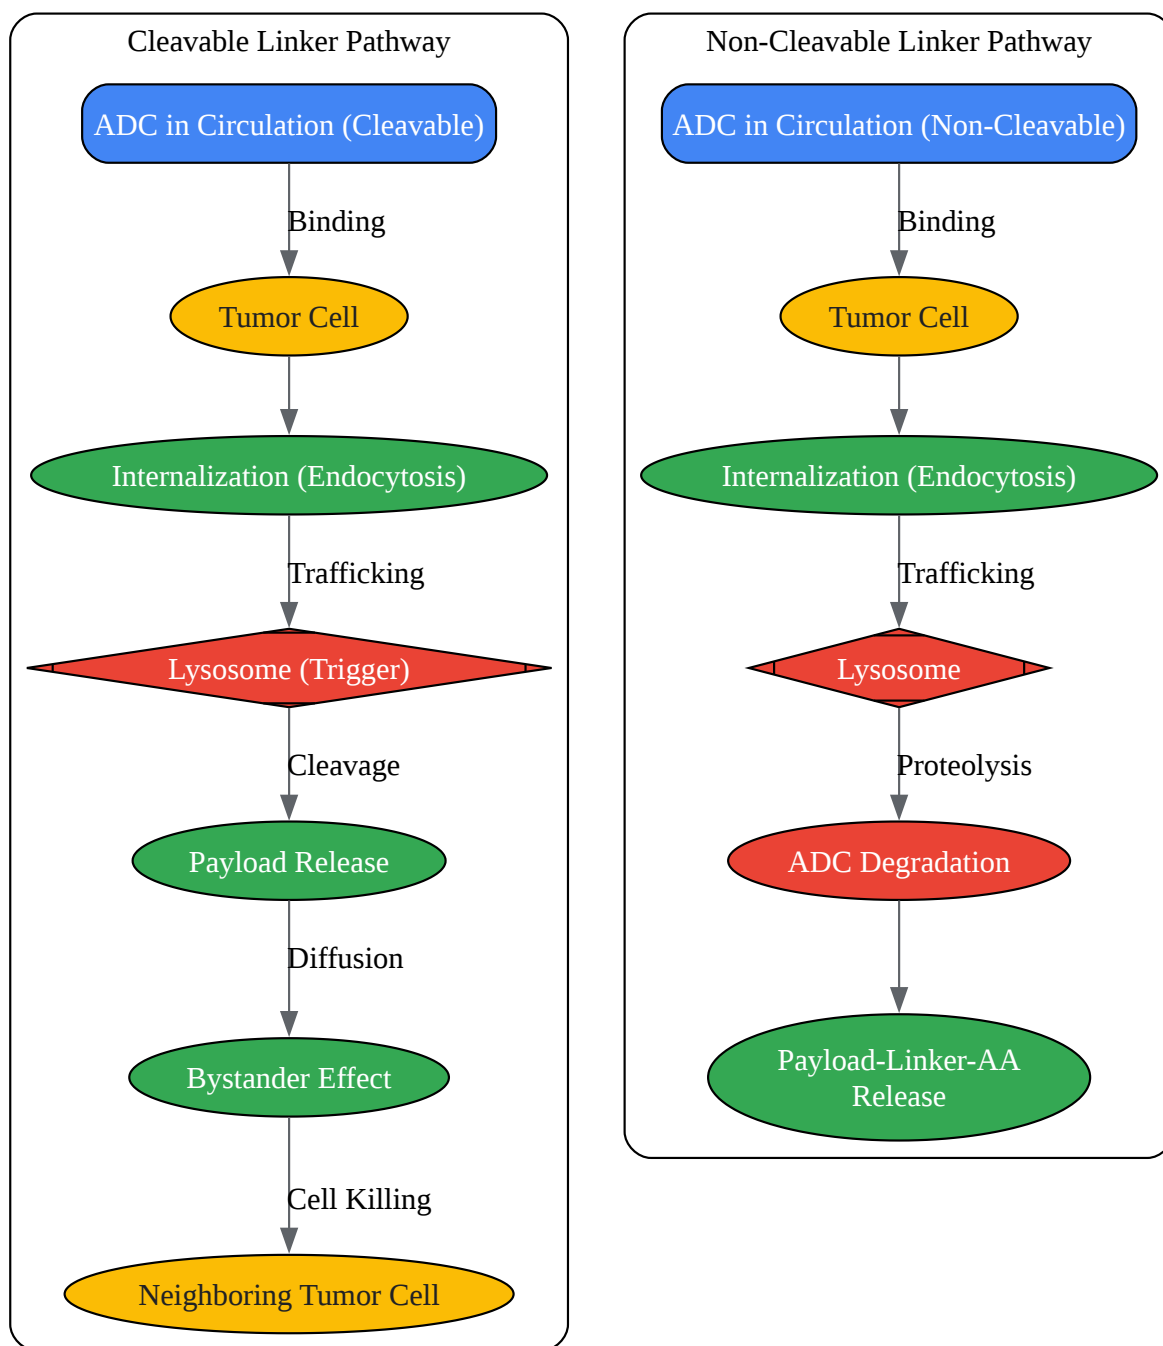 Cleavable Linker Pathway
ADC in Circulation (Cleavable)
Binding
Tumor Cell
Internalization (Endocytosis)
Trafficking
Lysosome (Trigger)
Cleavage
Payload Release
Diffusion
Bystander Effect
Cell Killing
Neighboring Tumor Cell
Non-Cleavable Linker Pathway
ADC in Circulation (Non-Cleavable)
Binding
Tumor Cell
Internalization (Endocytosis)
Trafficking
Lysosome
Proteolysis
ADC Degradation
Payload-Linker-AA
Release